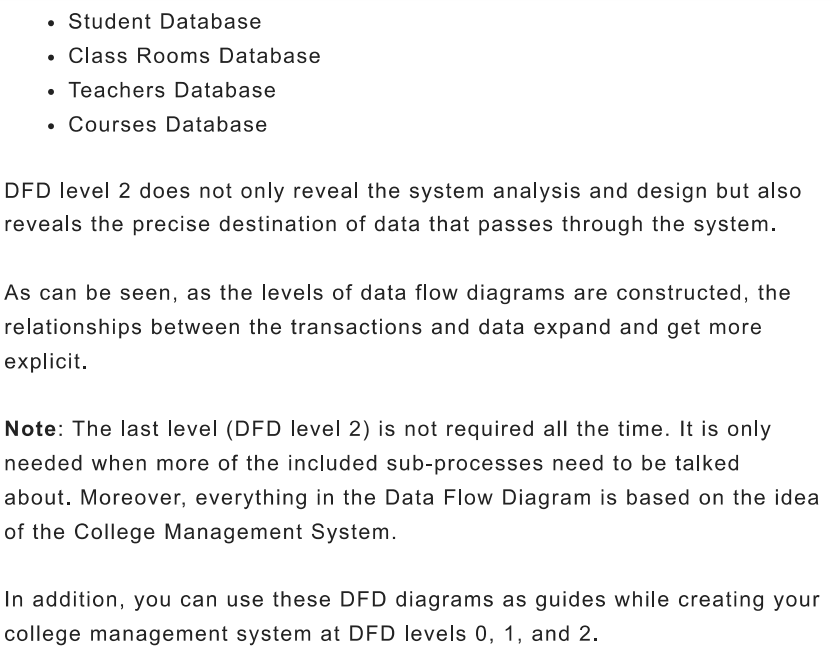 • Student Database
• Class Rooms Database
• Teachers Database
• Courses Database
DFD level 2 does not only reveal the system analysis and design but also
reveals the precise destination of data that passes through the system.
As can be seen, as the levels of data flow diagrams are constructed, the
relationships between the transactions and data expand and get more
explicit.
Note: The last level (DFD level 2) is not required all the time. It is only
needed when more of the included sub-processes need to be talked
about. Moreover, everything in the Data Flow Diagram is based on the idea
of the College Management System.
In addition, you can use these DFD diagrams as guides while creating your
college management system at DFD levels 0, 1, and 2.